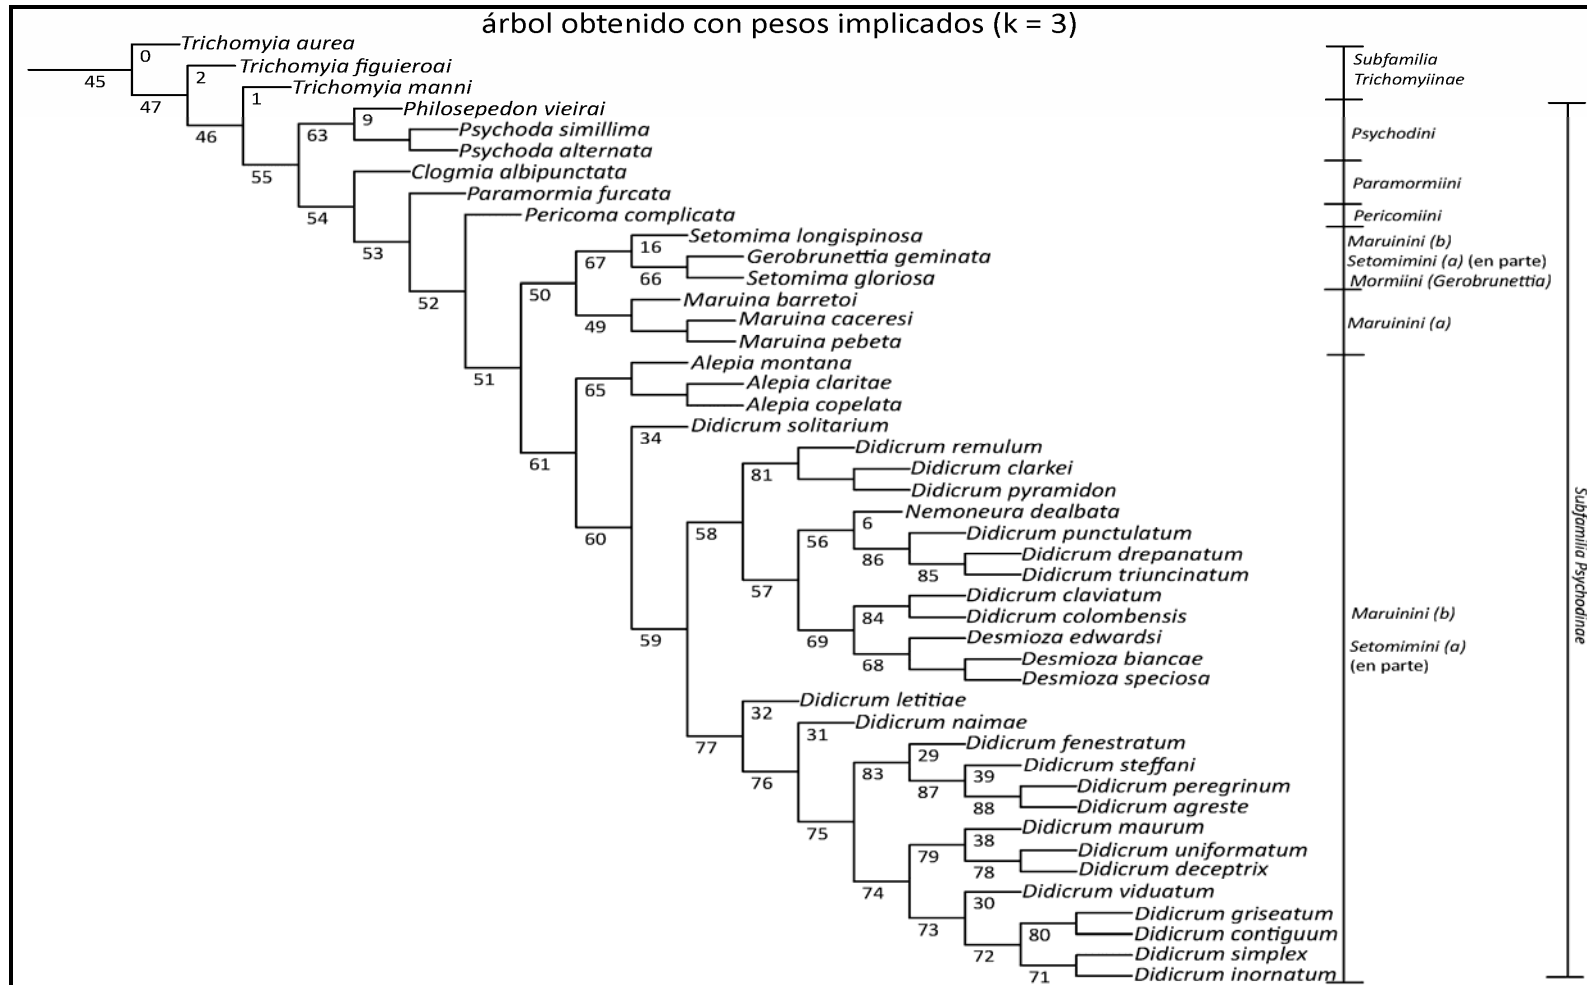 árbol obtenido con pesos implicados (k = 3)
Trichomyia aurea
0
45
Trichomyia figuieroai
2
47
Trichomyia manni
1
46
Philosepedon vieirai
9
63
Psychoda simillima
Psychoda alternata
55
Clogmia albipunctata
54
Paramormia furcata
53
Pericoma complicata
52
Setomima longispinosa
16
67
Gerobrunettia geminata
66
Setomima gloriosa
50
Maruina barretoi
49
Maruina caceresi
Maruina pebeta
51
Alepia montana
65
Alepia claritae
Alepia copelata
61
Didicrum solitarium
34
60
Didicrum remulum
81
Didicrum clarkei
Didicrum pyramidon
58
Nemoneura dealbata
6
56
Didicrum punctulatum
86
Didicrum drepanatum
85
Didicrum triuncinatum
57
Didicrum claviatum
84
Didicrum colombensis
69
Desmioza edwardsi
68
Desmioza biancae
Desmioza speciosa
59
Didicrum letitiae
32
77
Didicrum naimae
31
76
Didicrum fenestratum
29
83
Didicrum steffani
39
87
Didicrum peregrinum
88
Didicrum agreste
75
Didicrum maurum
38
79
Didicrum uniformatum
78
Didicrum deceptrix
74
Didicrum viduatum
30
73
Didicrum griseatum
80
Didicrum contiguum
72
Didicrum simplex
71
Didicrum inornatum
Subfamilia
Trichomyiinae
Psychodini
Paramormiini
Pericomiini
Maruinini (b)
Setomimini (a) (en parte)
Mormiini (Gerobrunettia)
Maruinini (a)
Maruinini (b)
Setomimini (a)
(en parte)
Subfamilia Psychodinae